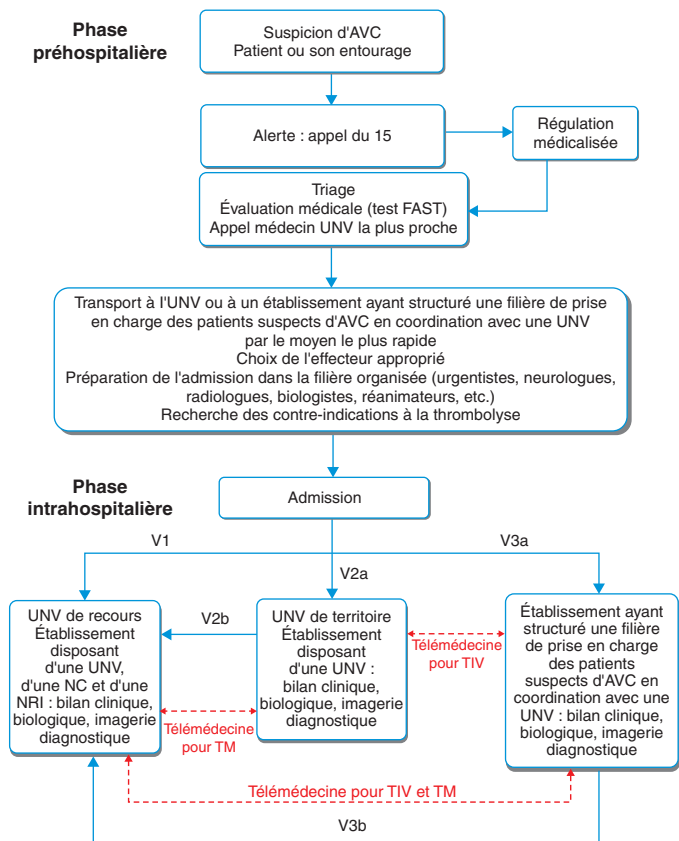 Phase
préhospitalière
Suspicion d'AVC
Patient ou son entourage
Alerte : appel du 15
Régulation
médicalisée
Triage
Évaluation médicale (test FAST)
Appel médecin UNV la plus proche
Transport à l'UNV ou à un établissement ayant structuré une filière de prise
en charge des patients suspects d'AVC en coordination avec une UNV
par le moyen le plus rapide
Choix de l'effecteur approprié
Préparation de l'admission dans la filière organisée (urgentistes, neurologues,
radiologues, biologistes, réanimateurs, etc.)
Recherche des contre-indications à la thrombolyse
Phase
intrahospitalière
Admission
V1
V2a
V3a
UNV de recours
Établissement
disposant
d'une UNV,
d'une NC et d'une
NRI : bilan clinique,
biologique, imagerie
diagnostique
V2b
UNV de territoire
Établissement
disposant
d'une UNV :
bilan clinique,
biologique, imagerie
diagnostique
Télémédecine
pour TIV
Établissement ayant
structuré une filière
de prise en charge
des patients
suspects d'AVC en
coordination avec une
UNV : bilan clinique,
biologique, imagerie
diagnostique
Télémédecine
pour TM
Télémédecine pour TIV et TM
V3b